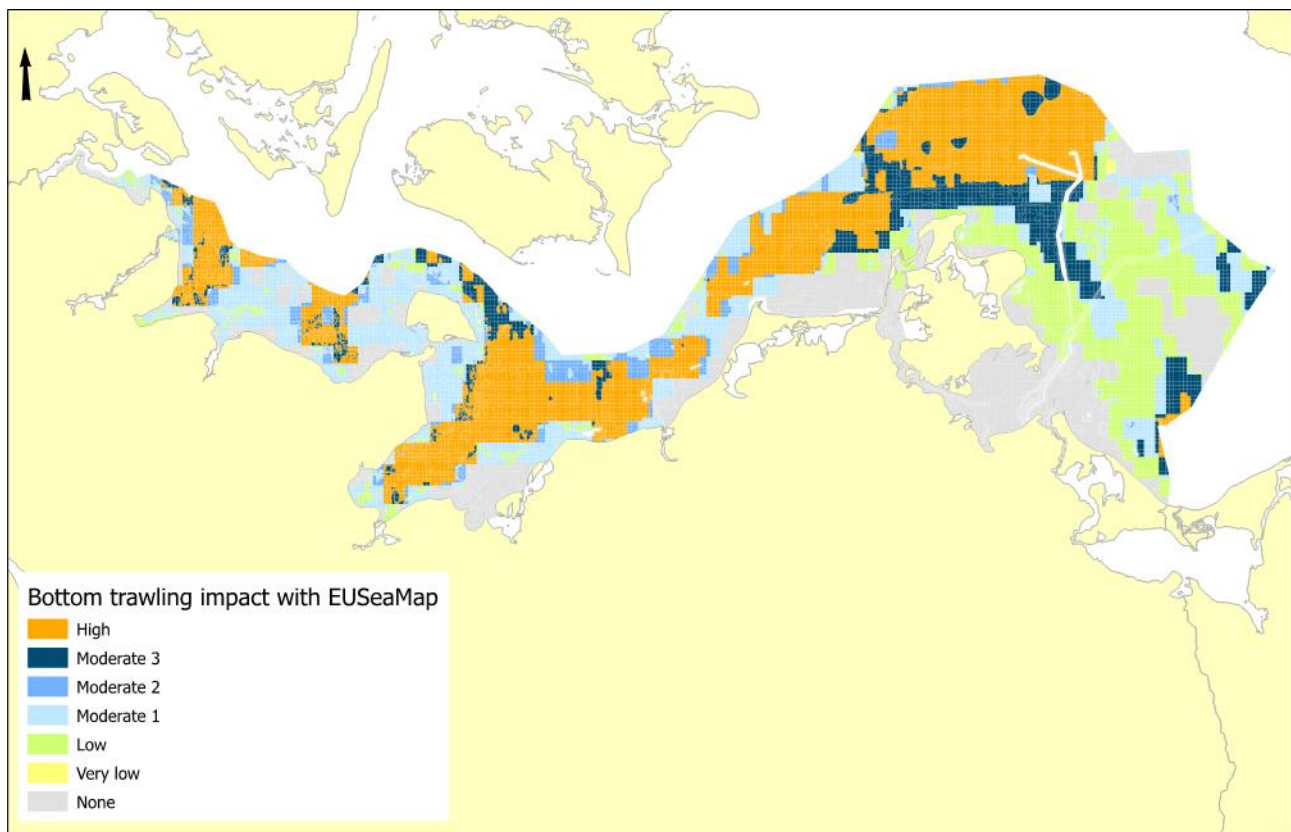 Bottom trawling impact with EUSeaMap
High
Moderate 3
Moderate 2
Moderate 1
Low
Very low
None